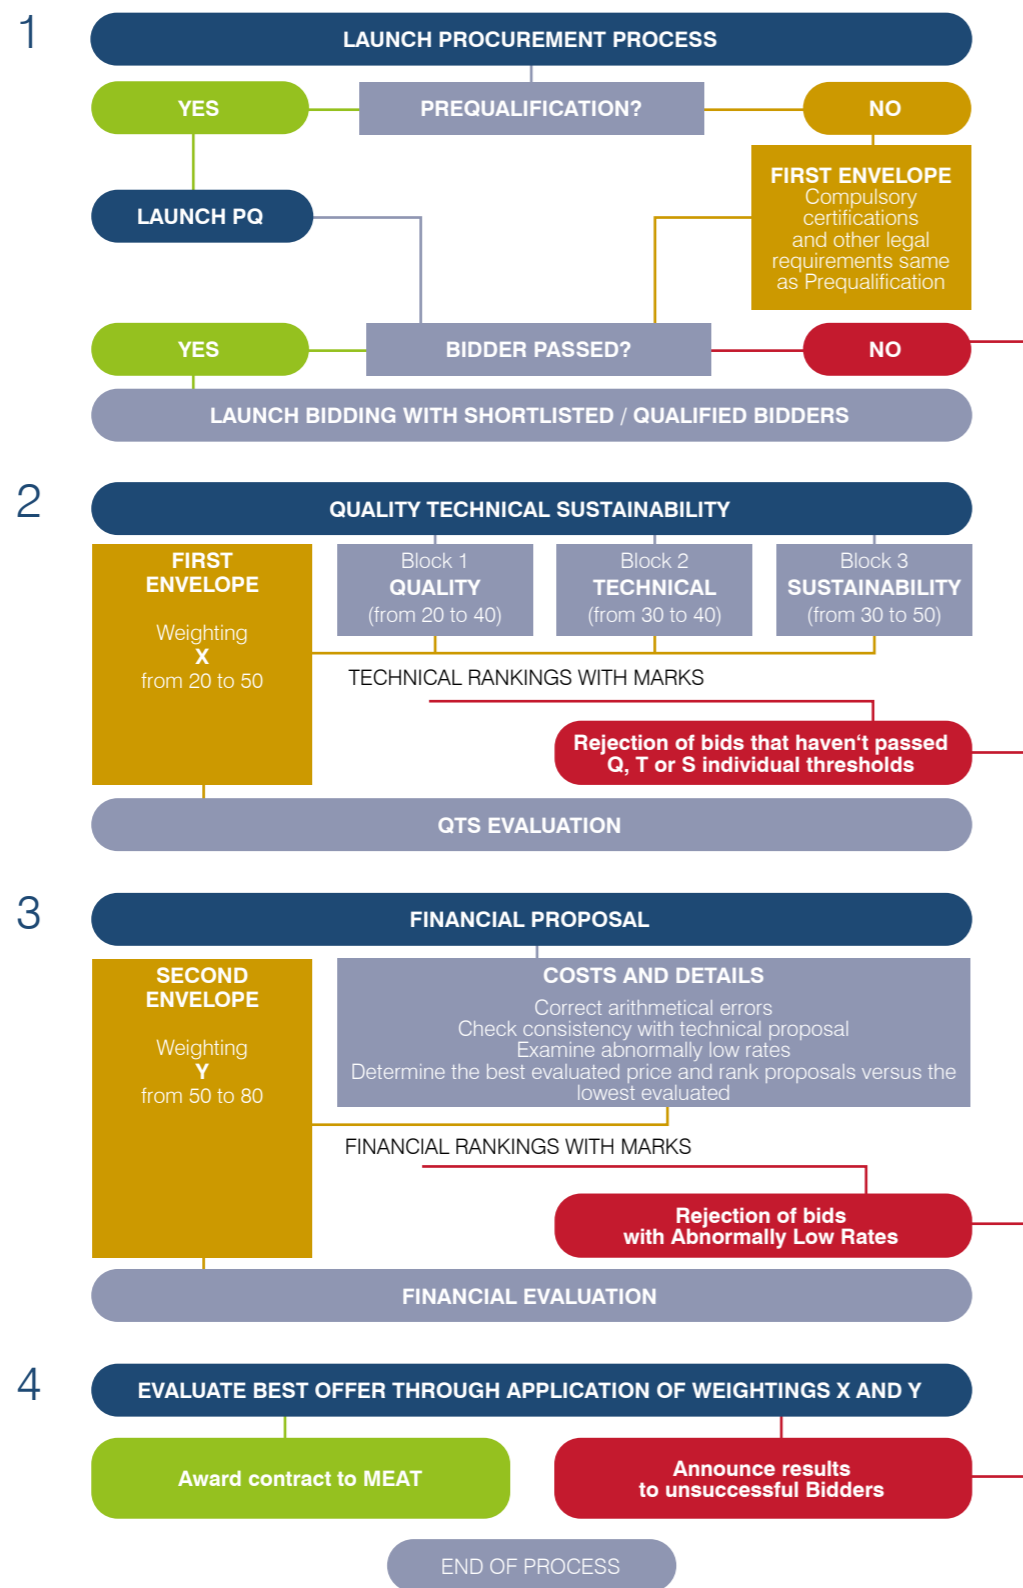 1
LAUNCH PROCUREMENT PROCESS
YES
PREQUALIFICATION?
NO
FIRST ENVELOPE
Compulsory
certifications
and other legal
requirements same
as Prequalification
LAUNCH PQ
YES
BIDDER PASSED?
NO
LAUNCH BIDDING WITH SHORTLISTED / QUALIFIED BIDDERS
2
QUALITY TECHNICAL SUSTAINABILITY
FIRST
ENVELOPE
Weighting
X
from 20 to 50
Block 1
QUALITY
(from 20 to 40)
Block 2
TECHNICAL
(from 30 to 40)
Block 3
SUSTAINABILITY
(from 30 to 50)
TECHNICAL RANKINGS WITH MARKS
Rejection of bids that haven‘t passed
Q, T or S individual thresholds
QTS EVALUATION
3
FINANCIAL PROPOSAL
SECOND
ENVELOPE
Weighting
Y
from 50 to 80
COSTS AND DETAILS
Correct arithmetical errors
Check consistency with technical proposal
Examine abnormally low rates
Determine the best evaluated price and rank proposals versus the
lowest evaluated
FINANCIAL RANKINGS WITH MARKS
Rejection of bids
with Abnormally Low Rates
FINANCIAL EVALUATION
4
EVALUATE BEST OFFER THROUGH APPLICATION OF WEIGHTINGS X AND Y
Award contract to MEAT
Announce results
to unsuccessful Bidders
END OF PROCESS